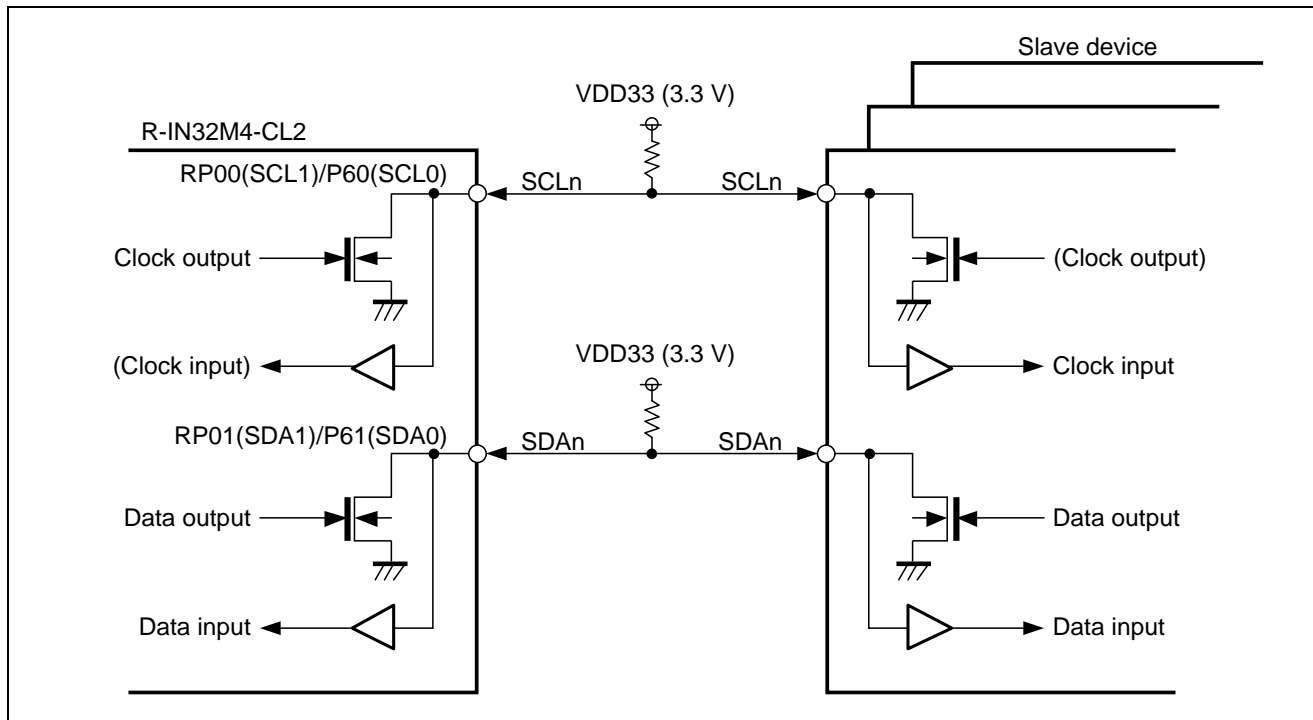 Slave device
VDD33 (3.3 V)
R-IN32M4-CL2
RP00(SCL1)/P60(SCL0)
SCLn SCLn
Clock output
(Clock output)
VDD33 (3.3 V)
(Clock input)
Clock input
RP01(SDA1)/P61(SDA0)
SDAn SDAn
Data output
Data output
Data input
Data input